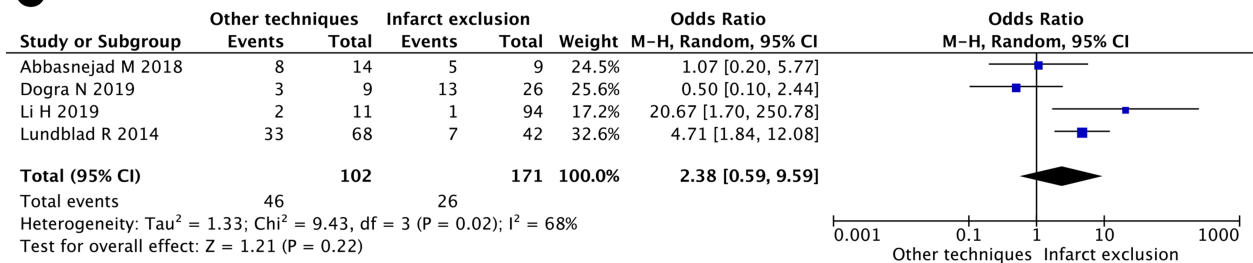 Other techniques Infarct exclusion Odds Ratio Odds Ratio
Study or Subgroup Events Total Events Total Weight M-H, Random, 95% CI M-H, Random, 95% CI
Abbasnejad M 2018 8 14 5 9 24.5% 1.07 [0.20, 5.77]
Dogra N 2019 3 9 13 26 25.6% 0.50 [0.10, 2.44]
Li H 2019 2 11 1 94 17.2% 20.67 [1.70, 250.78]
Lundblad R 2014 33 68 7 42 32.6% 4.71 [1.84, 12.08]
Total (95% CI) 102 171 100.0% 2.38 [0.59, 9.59]
Total events 46 26
Heterogeneity: Tau² = 1.33; Chi² = 9.43, df = 3 (P = 0.02); I² = 68%
Test for overall effect: Z = 1.21 (P = 0.22)
0.001 0.1 1 10 1000
Other techniques Infarct exclusion